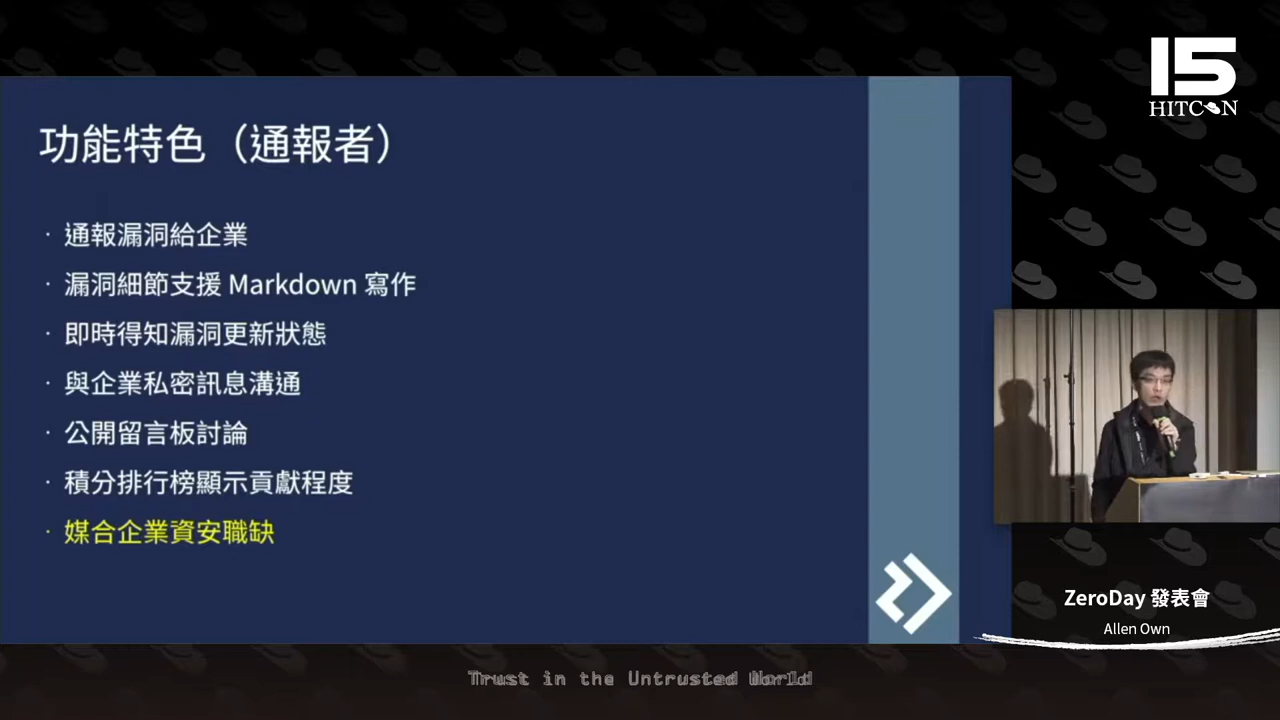 15
HITCON
功能特色（通報者）
· 通報漏洞給企業
· 漏洞細節支援 Markdown 寫作
· 即時得知漏洞更新狀態
· 與企業私密訊息溝通
· 公開留言板討論
· 積分排行榜顯示貢獻程度
· 媒合企業資安職缺
ZeroDay 發表會
Allen Own
Trust in the Untrusted World